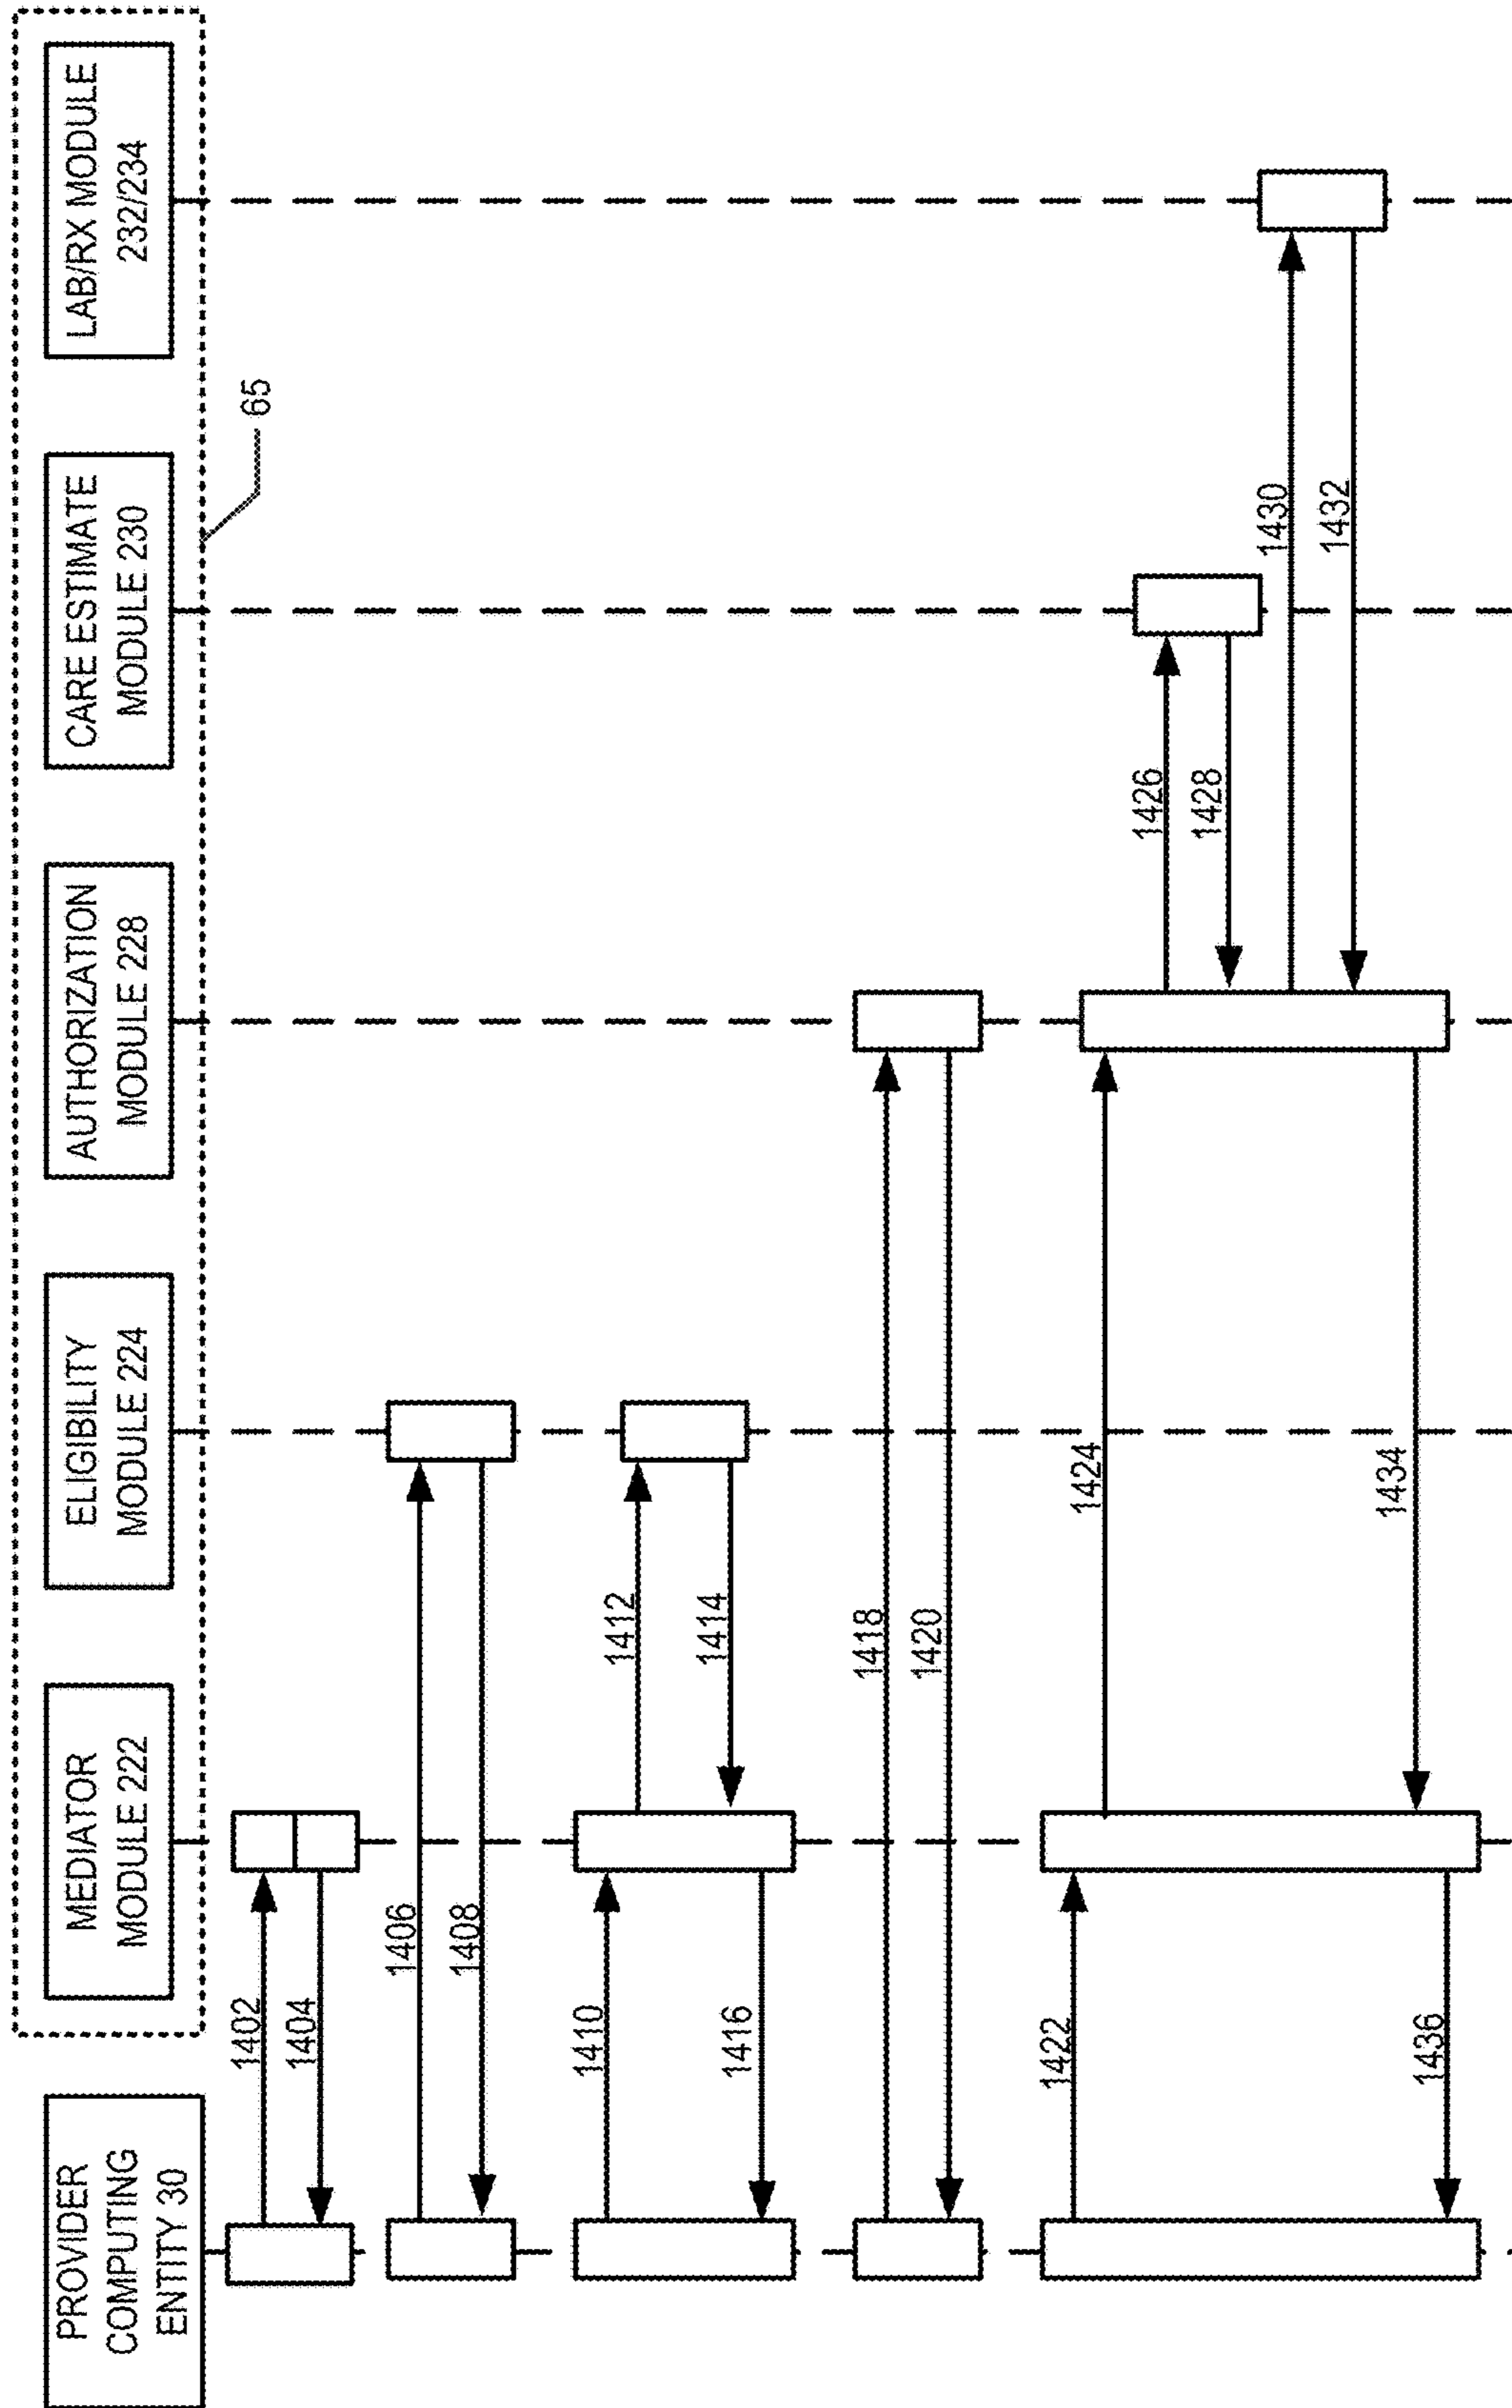 PROVIDER
COMPUTING
ENTITY 30
MEDIATOR
MODULE 222
ELIGIBILITY
MODULE 224
AUTHORIZATION
MODULE 228
CARE ESTIMATE
MODULE 230
LAB/RX MODULE
232/234
65
1402
1404
1406
1408
1410
1412
1414
1416
1418
1420
1422
1424
1426
1428
1430
1432
1434
1436